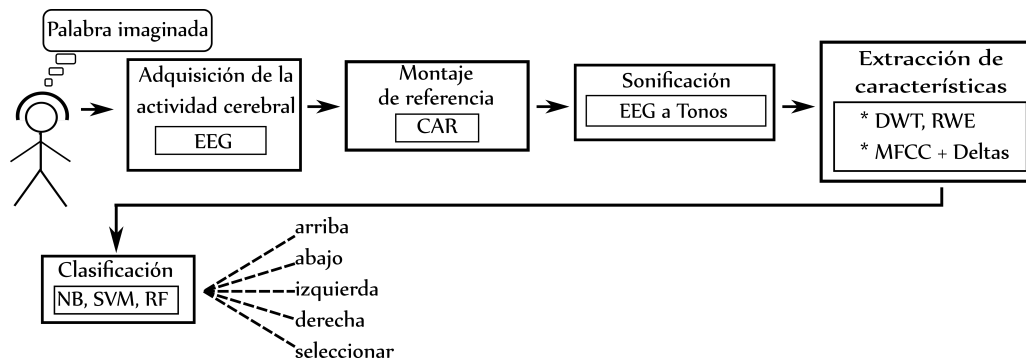 Palabra imaginada
Adquisición de la
actividad cerebral
EEG
Montaje
de referencia
CAR
Sonificación
EEG a Tonos
Extracción de
características
* DWT, RWE
* MFCC + Deltas
Clasificación
NB, SVM, RF
arriba
abajo
izquierda
derecha
seleccionar